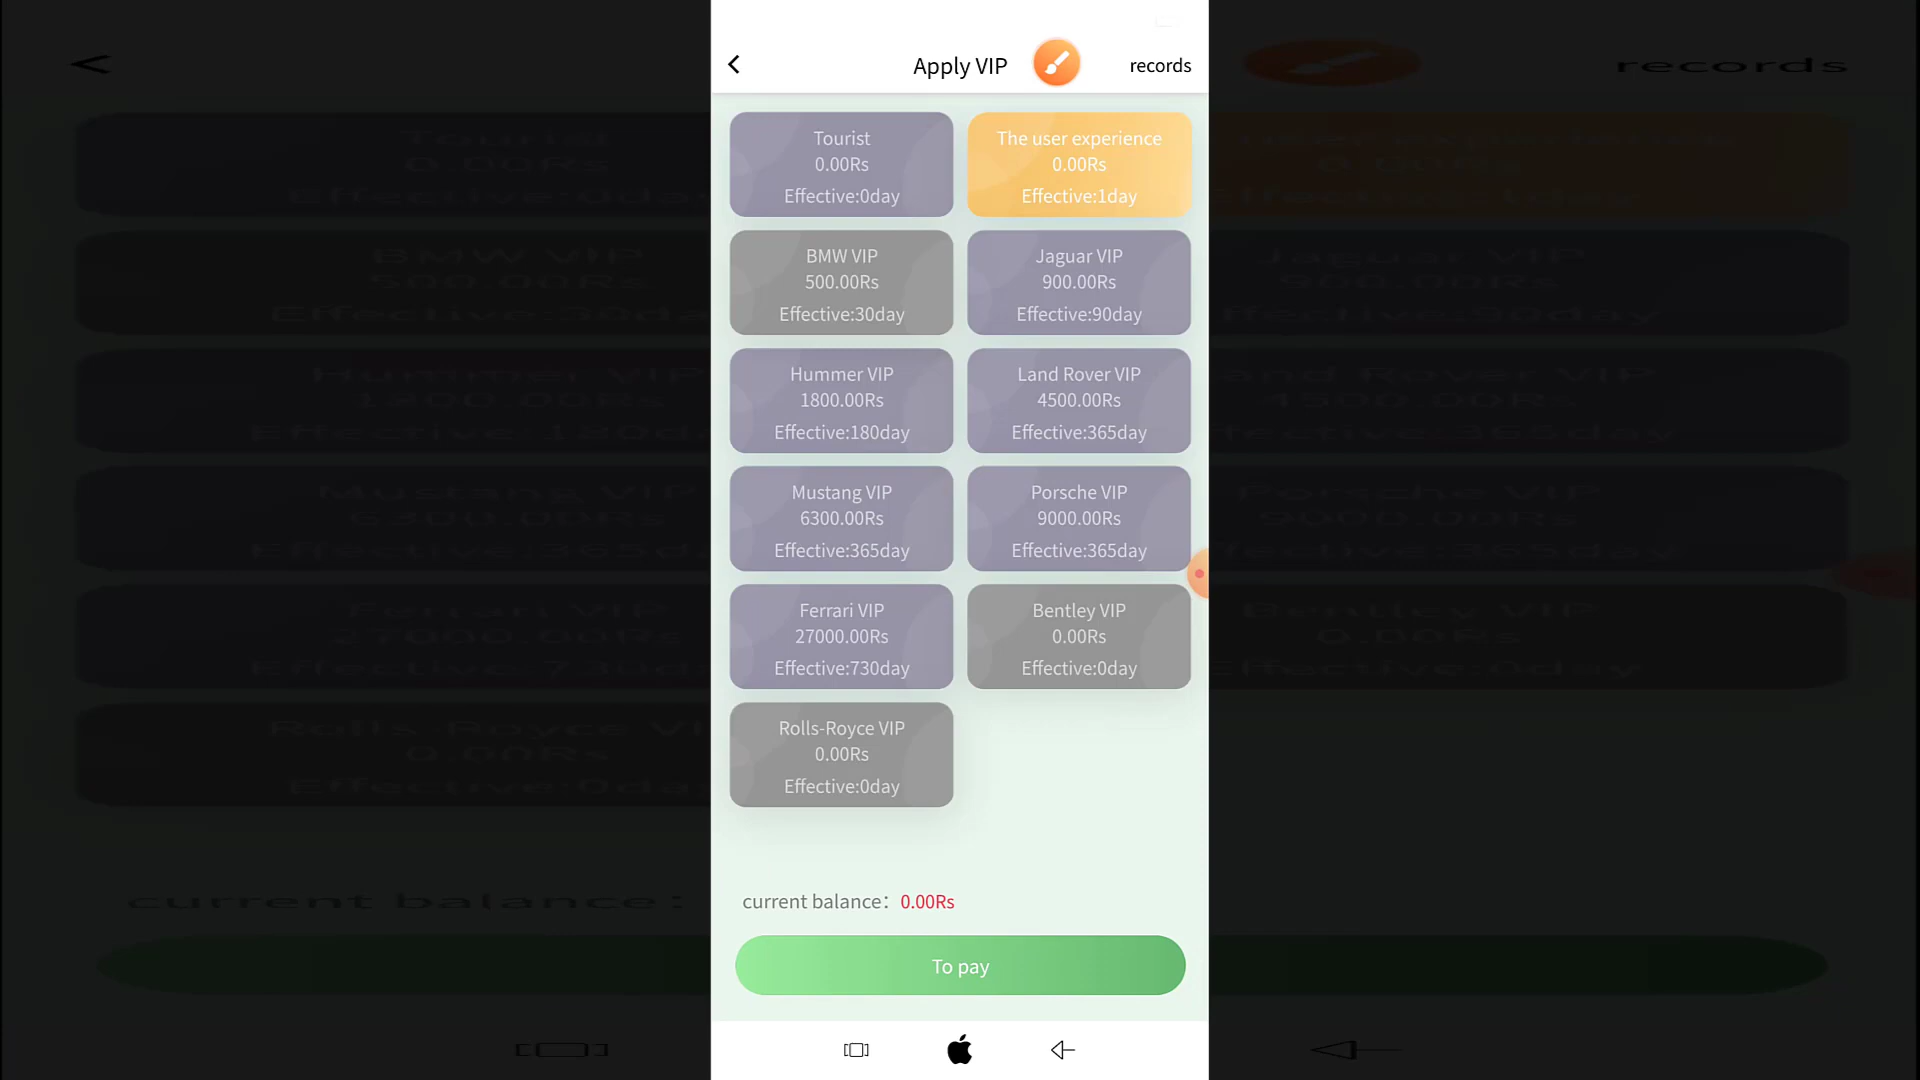 Apply VIP
records
Tourist
0.00Rs
Effective:0day
The user experience
0.00Rs
Effective:1day
BMW VIP
500.00Rs
Effective:30day
Jaguar VIP
900.00Rs
Effective:90day
Hummer VIP
1800.00Rs
Effective:180day
Land Rover VIP
4500.00Rs
Effective:365day
Mustang VIP
6300.00Rs
Effective:365day
Porsche VIP
9000.00Rs
Effective:365day
Ferrari VIP
27000.00Rs
Effective:730day
Bentley VIP
0.00Rs
Effective:0day
Rolls-Royce VIP
0.00Rs
Effective:0day
current balance：0.00Rs
To pay